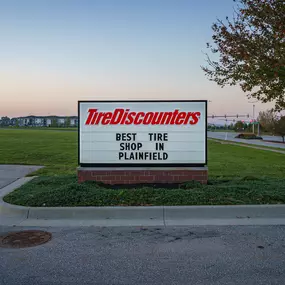 TireDiscounters
BEST TIRE
SHOP IN
PLAINFIELD